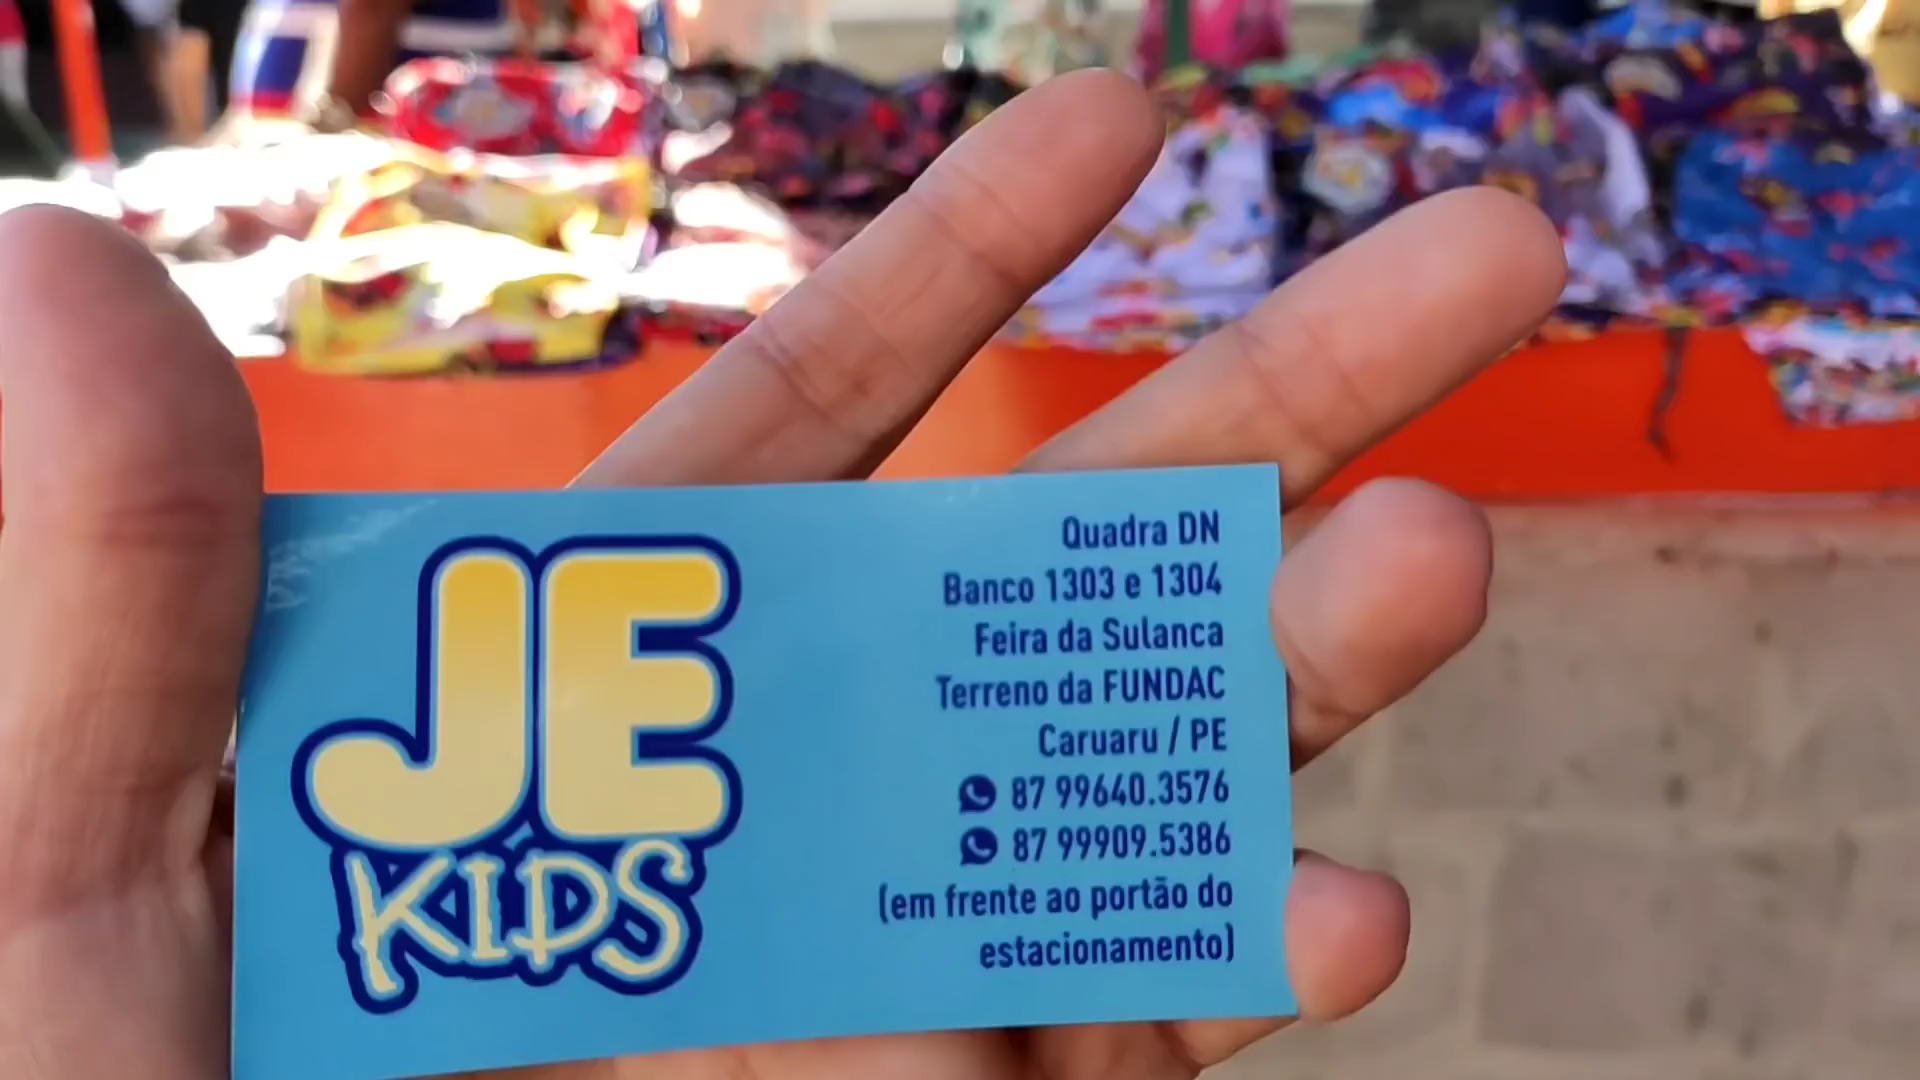 JE
KIDS
Quadra DN
Banco 1303 e 1304
Feira da Sulanca
Terreno da FUNDAC
Caruaru / PE
87 99640.3576
87 99909.5386
(em frente ao portão do
estacionamento)